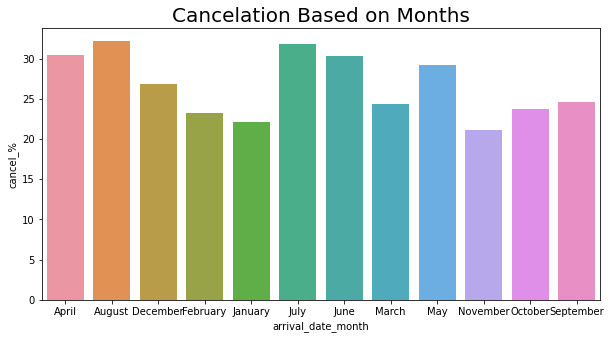 Cancelation Based on Months
cancel_%
30
25
20
15
10
5
0
April August December February January July June March May November October September
arrival_date_month